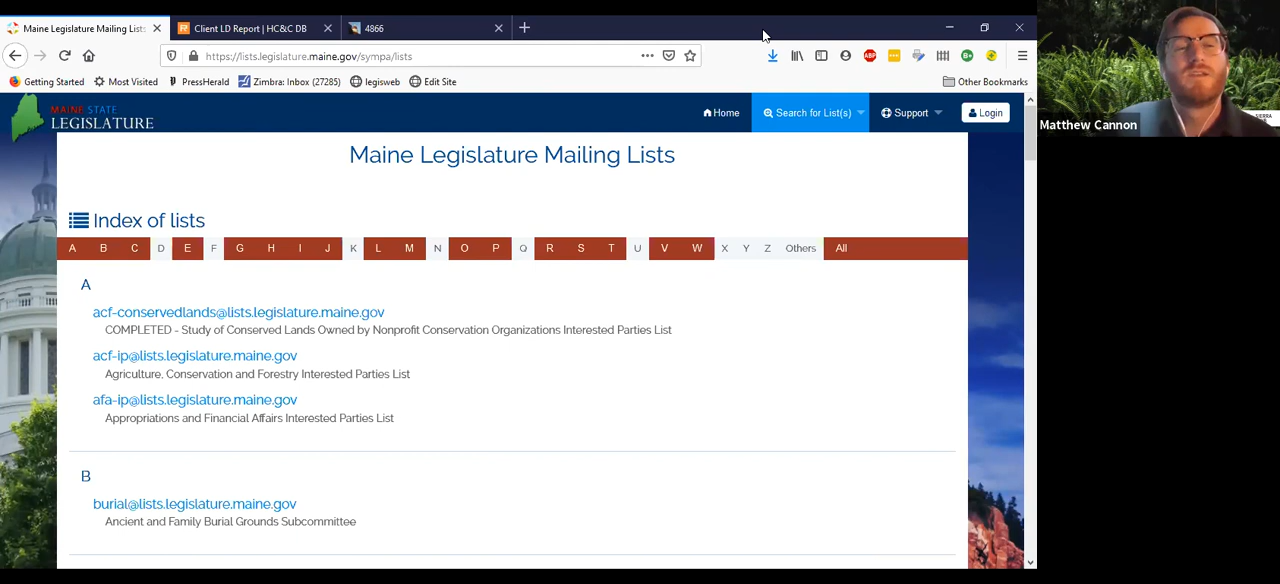 Maine Legislature Mailing Lists
Client LD Report | HC&C DB
4866
https://lists.legislature.maine.gov/sympa/lists
ABP
Getting Started
Most Visited
PressHerald
Zimbra: Inbox (27285)
legisweb
Edit Site
Other Bookmarks
MAINE STATE
LEGISLATURE
Home
Search for List(s)
Support
Login
Matthew Cannon
SIERRA
Maine Legislature Mailing Lists
Index of lists
A B C D E F G H I J K L M N O P Q R S T U V W X Y Z Others All
A
acf-conservedlands@lists.legislature.maine.gov
COMPLETED - Study of Conserved Lands Owned by Nonprofit Conservation Organizations Interested Parties List
acf-ip@lists.legislature.maine.gov
Agriculture, Conservation and Forestry Interested Parties List
afa-ip@lists.legislature.maine.gov
Appropriations and Financial Affairs Interested Parties List
B
burial@lists.legislature.maine.gov
Ancient and Family Burial Grounds Subcommittee